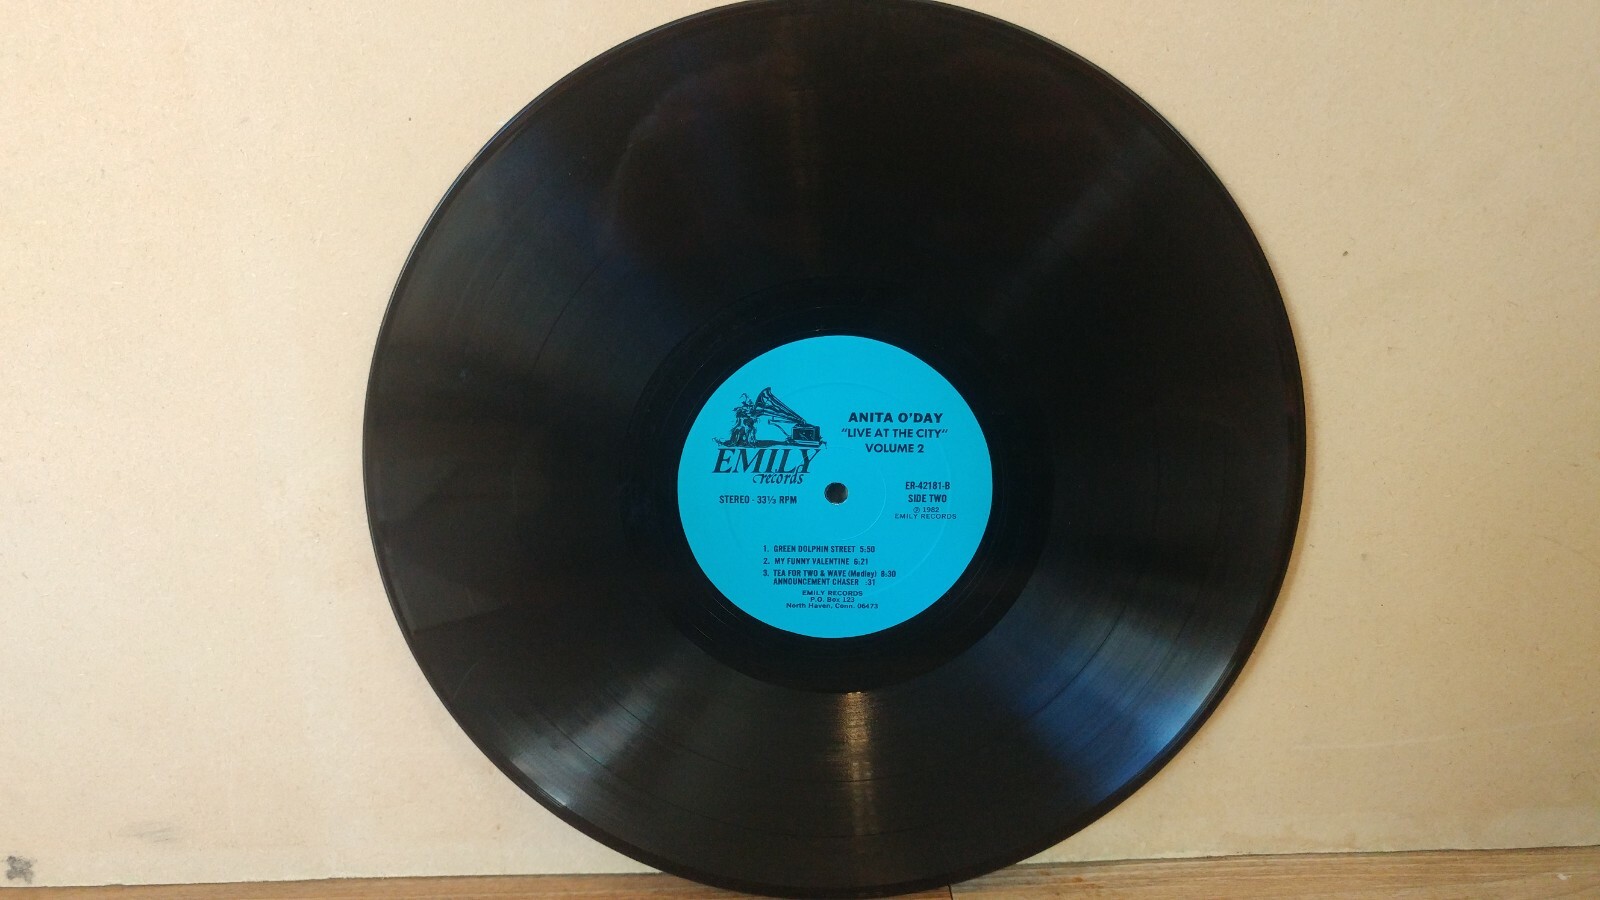 EMILY
records
STEREO - 33⅓ RPM
ANITA O'DAY
"LIVE AT THE CITY"
VOLUME 2
ER-42181-B
SIDE TWO
℗ 1982
EMILY RECORDS
1. GREEN DOLPHIN STREET 5:50
2. MY FUNNY VALENTINE 6:21
3. TEA FOR TWO & WAVE (Medley) 8:30
ANNOUNCEMENT CHASER :31
EMILY RECORDS
P.O. Box 123
North Haven, Conn. 06473